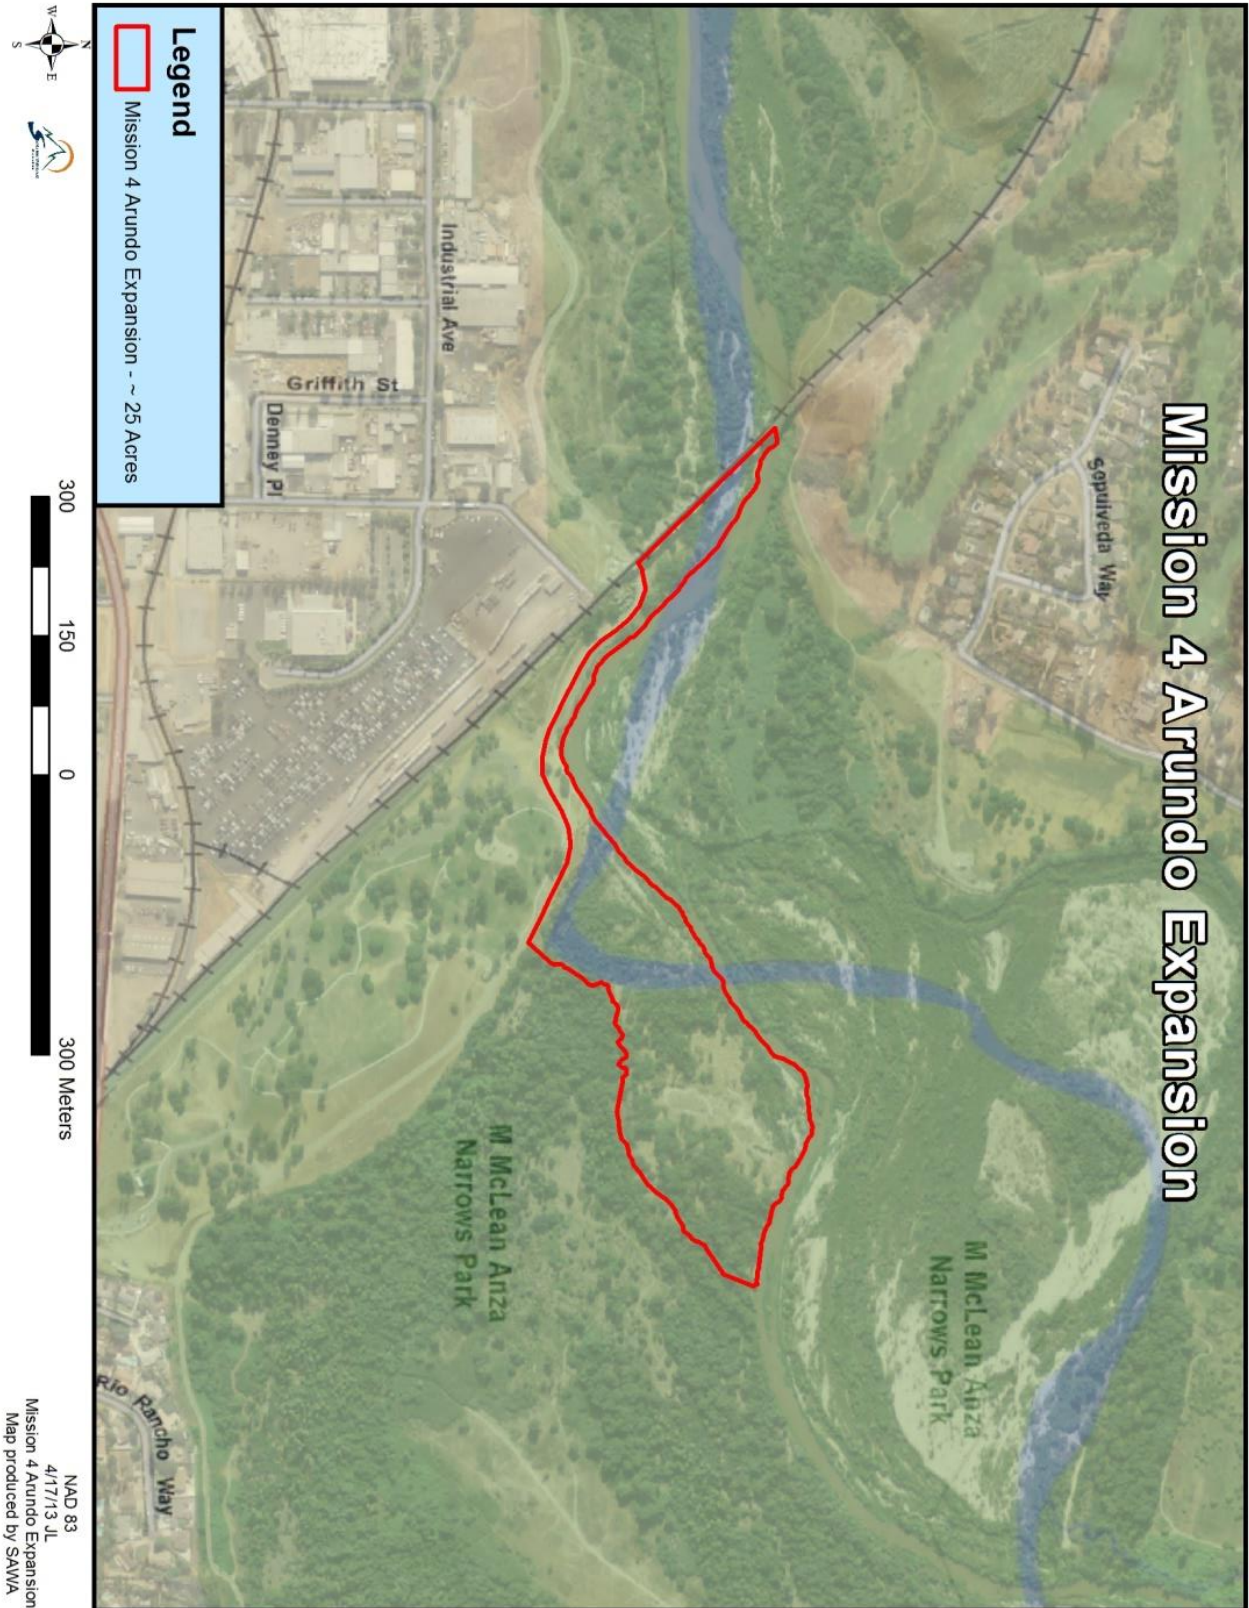 Mission 4 Arundo Expansion
Sepulveda Way
Industrial Ave
Griffith St
Denney Pl
M McLean Anza
Narrows Park
M McLean Anza
Narrows Park
Rio Rancho Way
Legend
Mission 4 Arundo Expansion - ~ 25 Acres
N
W
E
S
300 150 0 300 Meters
NAD 83
4/17/13 JL
Mission 4 Arundo Expansion
Map produced by SAWA